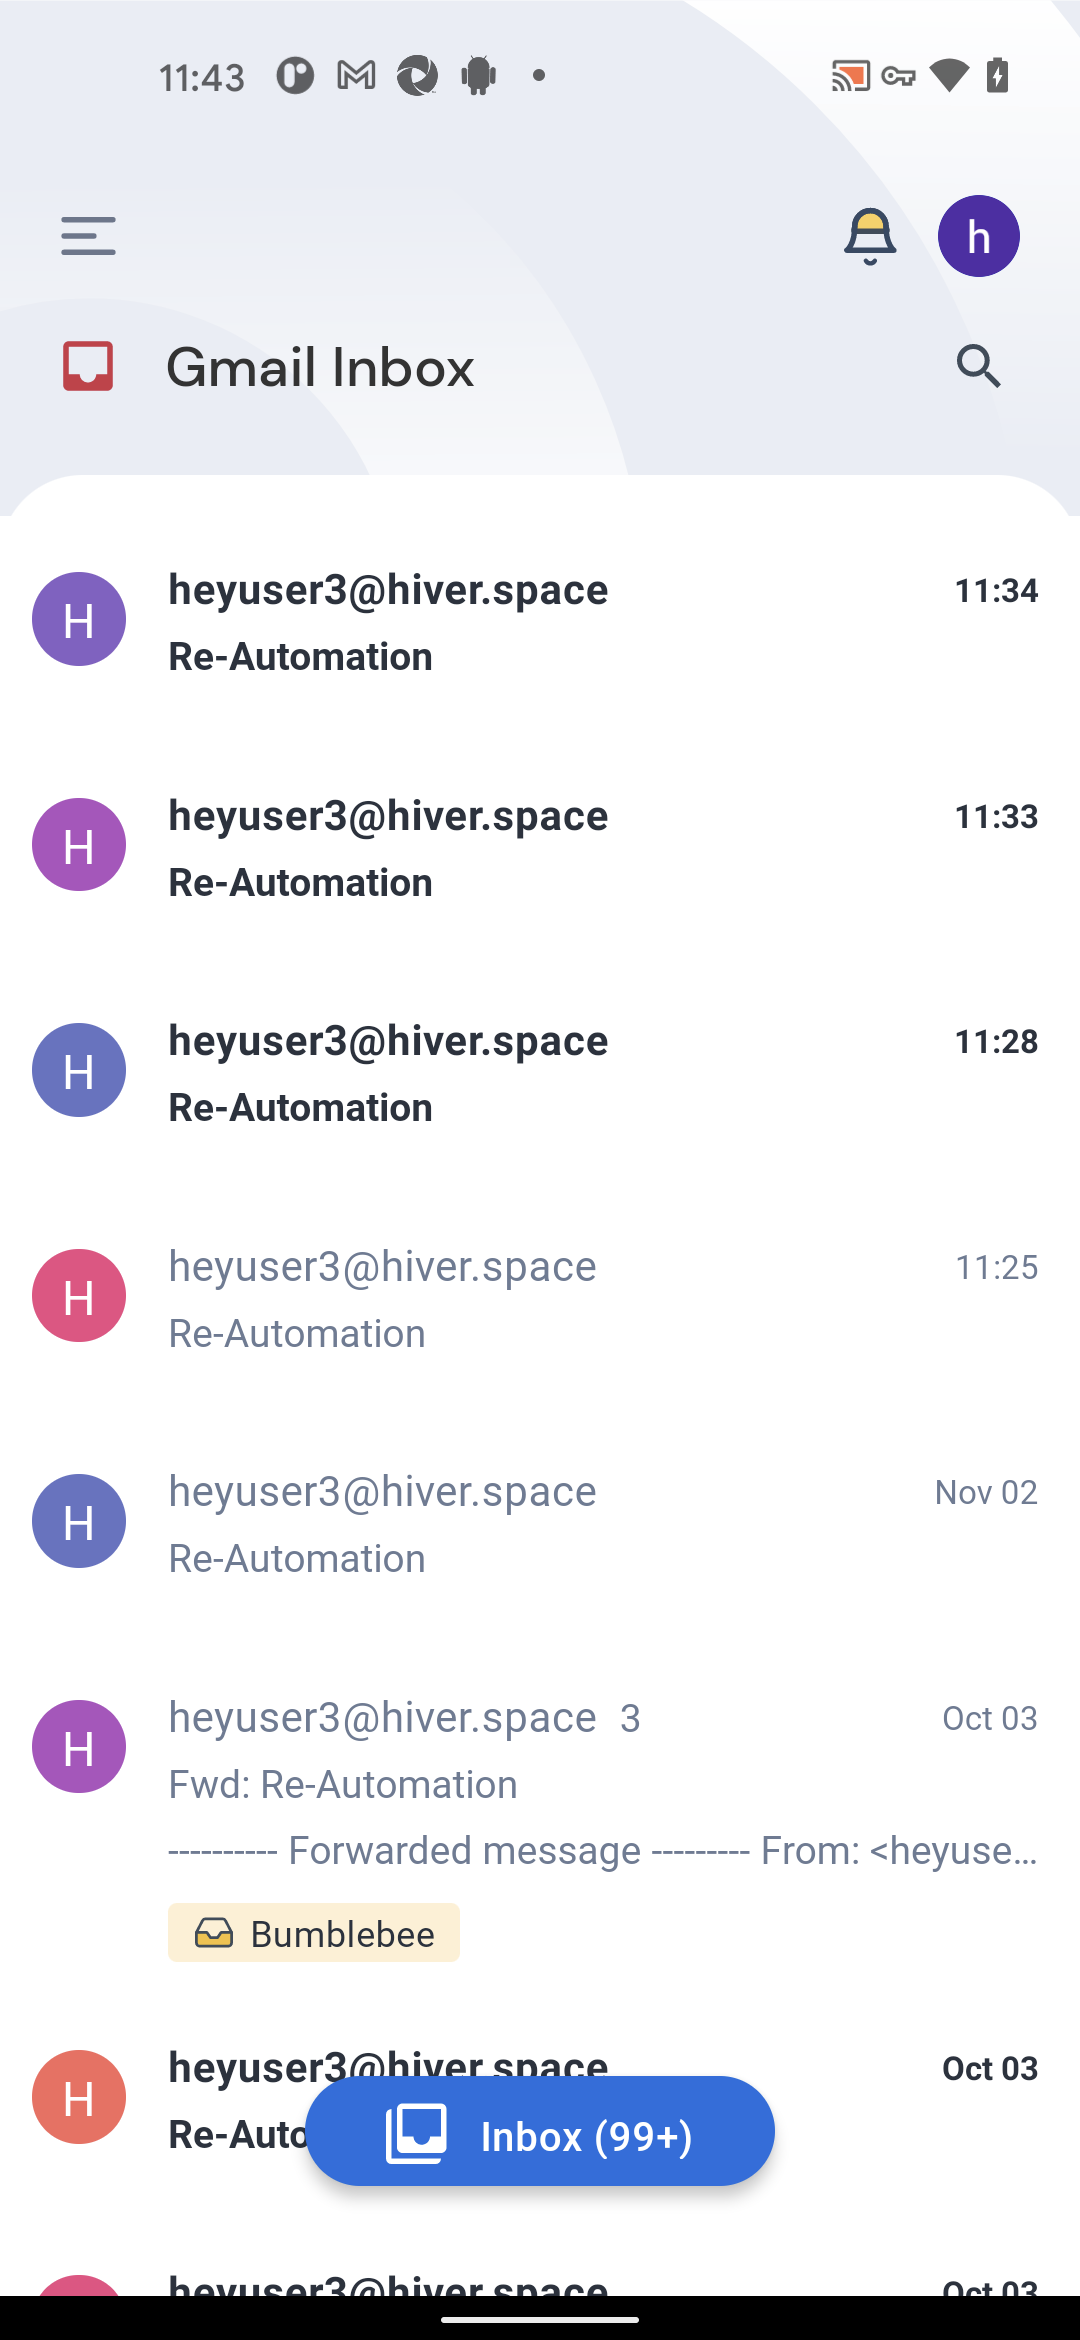 11:43
h
Gmail Inbox
H
heyuser3@hiver.space 11:34
Re-Automation
H
heyuser3@hiver.space 11:33
Re-Automation
H
heyuser3@hiver.space 11:28
Re-Automation
H
heyuser3@hiver.space 11:25
Re-Automation
H
heyuser3@hiver.space Nov 02
Re-Automation
H
heyuser3@hiver.space 3 Oct 03
Fwd: Re-Automation
---------- Forwarded message --------- From: <heyuse...
Bumblebee
H
heyuser3@hiver.space Oct 03
Re-Auto
Inbox (99+)
heyuser3@hiver.space Oct 03